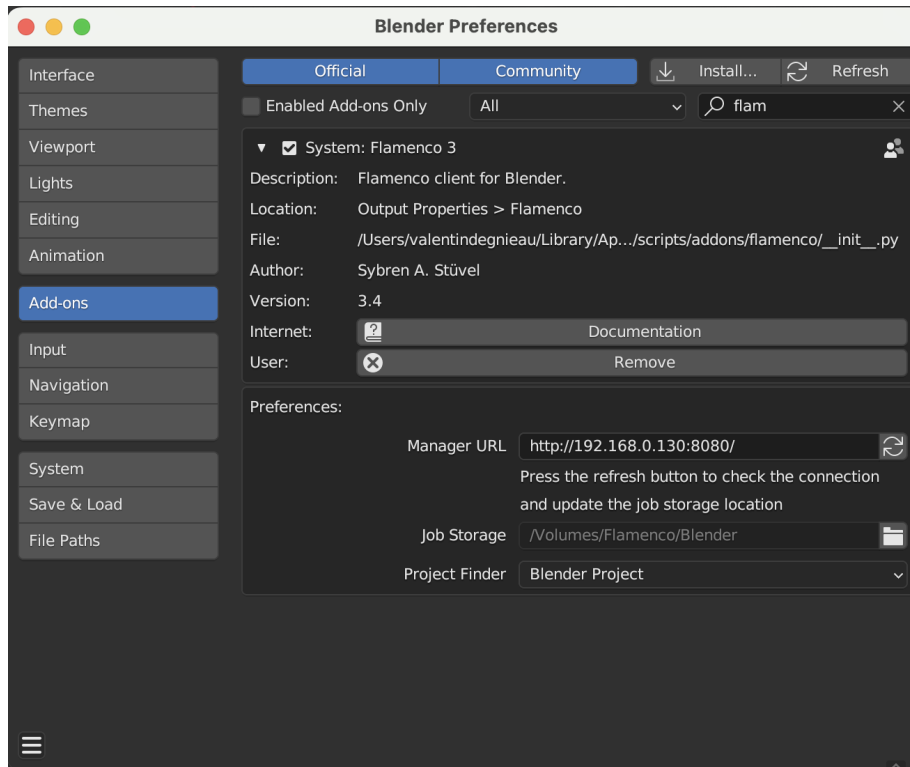 Blender Preferences
Interface
Themes
Viewport
Lights
Editing
Animation
Add-ons
Input
Navigation
Keymap
System
Save & Load
File Paths
Official
Community
Install...
Refresh
Enabled Add-ons Only
All
flam
System: Flamenco 3
Description: Flamenco client for Blender.
Location: Output Properties > Flamenco
File: /Users/valentindegnieau/Library/Ap.../scripts/addons/flamenco/__init__.py
Author: Sybren A. Stüvel
Version: 3.4
Internet: Documentation
User: Remove
Preferences:
Manager URL http://192.168.0.130:8080/
Press the refresh button to check the connection
and update the job storage location
Job Storage /Volumes/Flamenco/Blender
Project Finder Blender Project